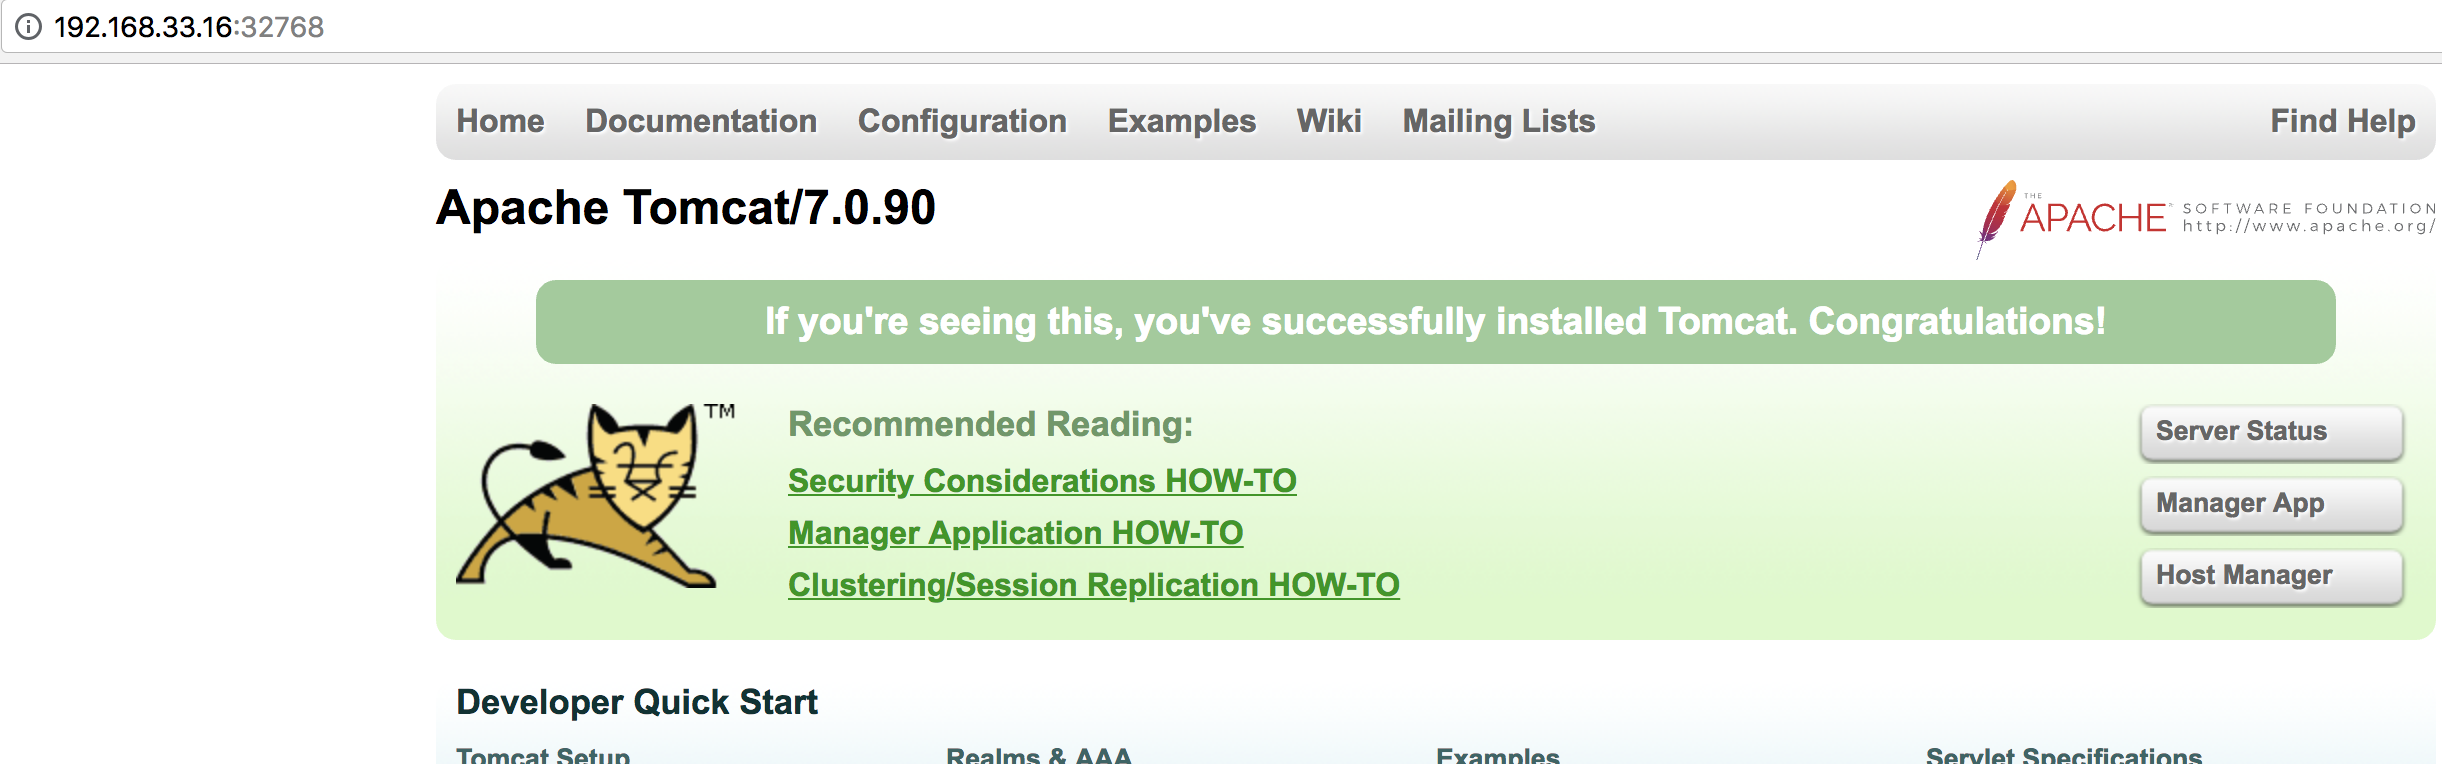 192.168.33.16:32768
Home Documentation Configuration Examples Wiki Mailing Lists Find Help
Apache Tomcat/7.0.90
THE
APACHE SOFTWARE FOUNDATION
http://www.apache.org/
If you're seeing this, you've successfully installed Tomcat. Congratulations!
TM
Recommended Reading:
Security Considerations HOW-TO
Manager Application HOW-TO
Clustering/Session Replication HOW-TO
Server Status
Manager App
Host Manager
Developer Quick Start
Tomcat Setup Realms & AAA Examples Servlet Specifications